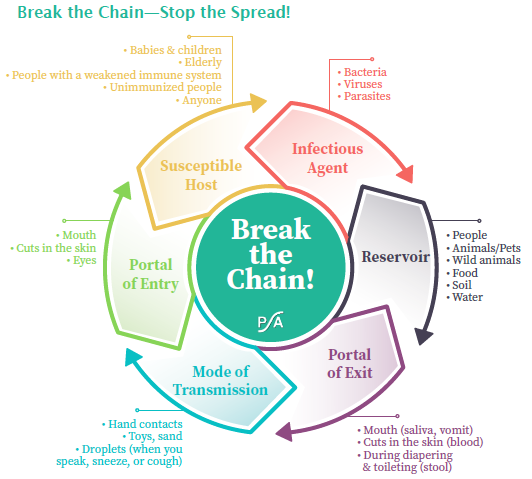 Break the Chain—Stop the Spread!
• Babies & children
• Elderly
• People with a weakened immune system
• Unimmunized people
• Anyone
• Bacteria
• Viruses
• Parasites
Infectious
Agent
Susceptible
Host
Break
the
Chain!
PSA
Reservoir
• People
• Animals/Pets
• Wild animals
• Food
• Soil
• Water
• Mouth
• Cuts in the skin
• Eyes
Portal
of Entry
Portal
of Exit
Mode of
Transmission
• Hand contacts
• Toys, sand
• Droplets (when you
speak, sneeze, or cough)
• Mouth (saliva, vomit)
• Cuts in the skin (blood)
• During diapering
& toileting (stool)